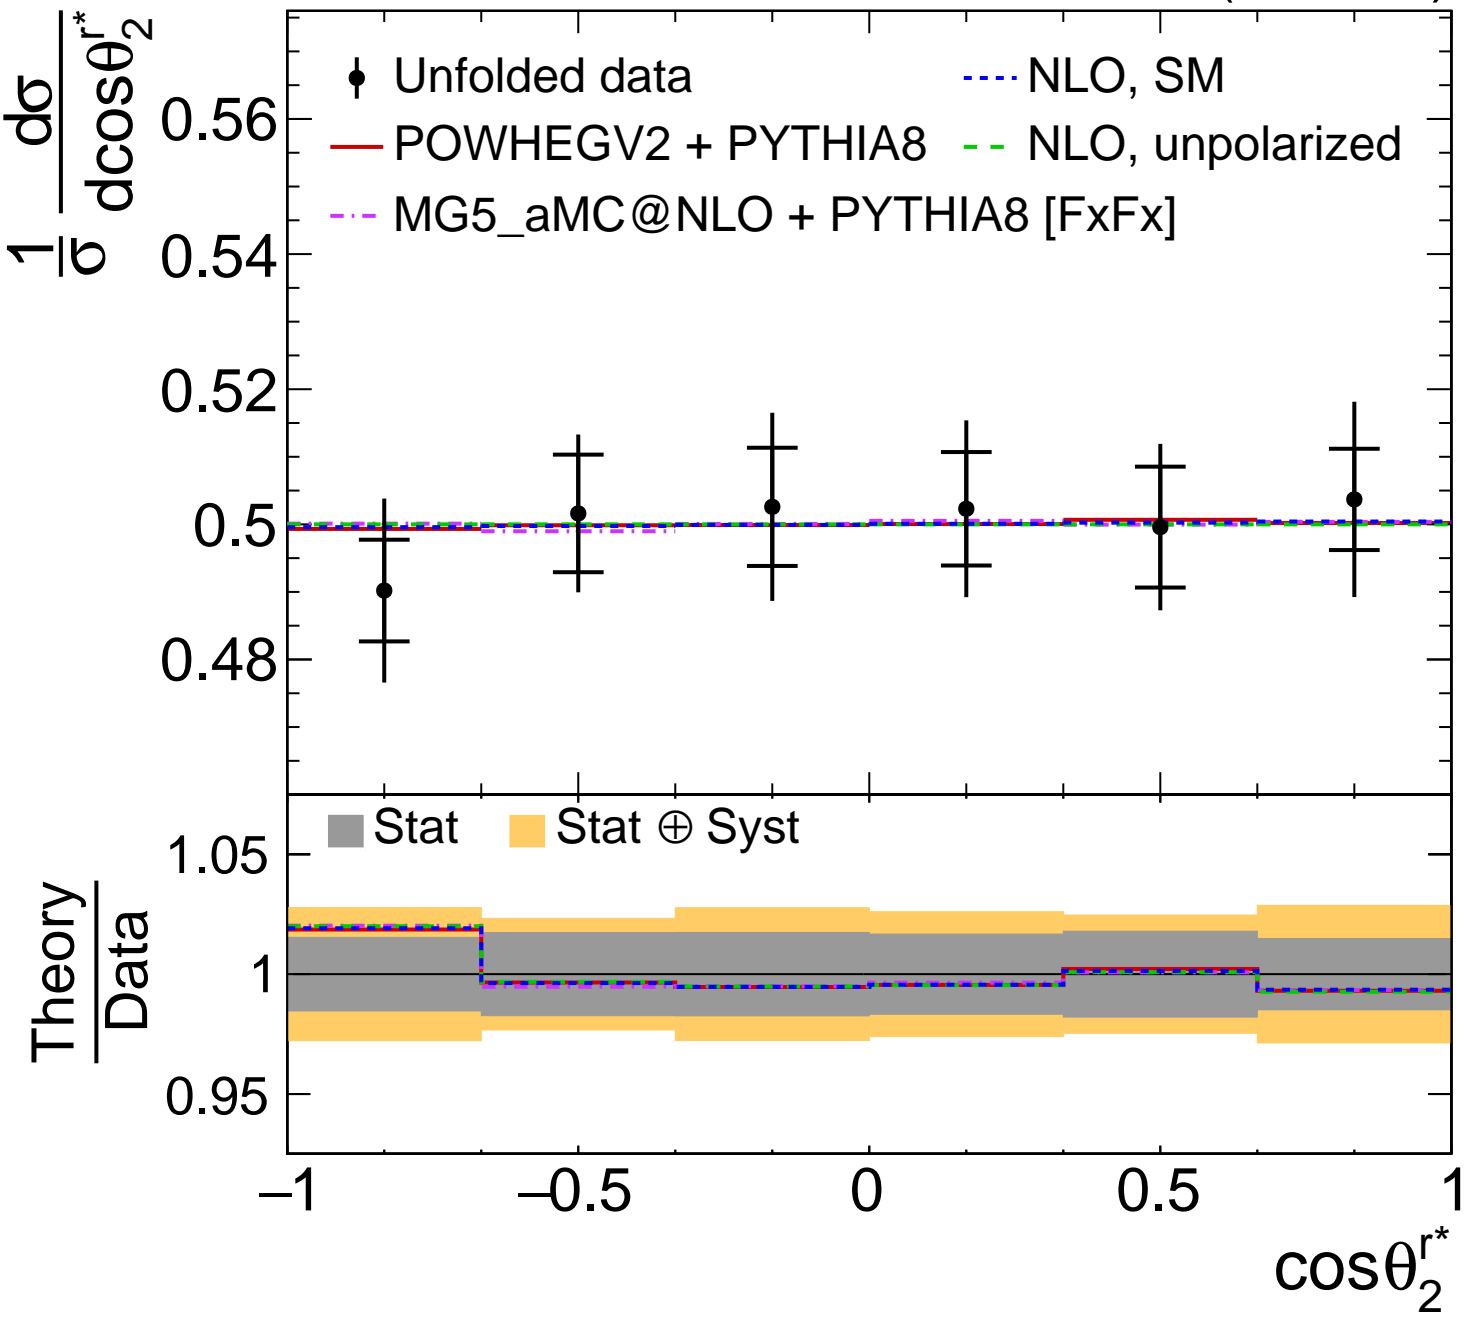 1/σ dσ/dcosθ₂^r*
Unfolded data
NLO, SM
POWHEGV2 + PYTHIA8
NLO, unpolarized
MG5_aMC@NLO + PYTHIA8 [FxFx]
0.56
0.54
0.52
0.5
0.48
Stat
Stat ⊕ Syst
Theory
Data
1.05
1
0.95
–1
–0.5
0
0.5
1
cosθ₂^r*